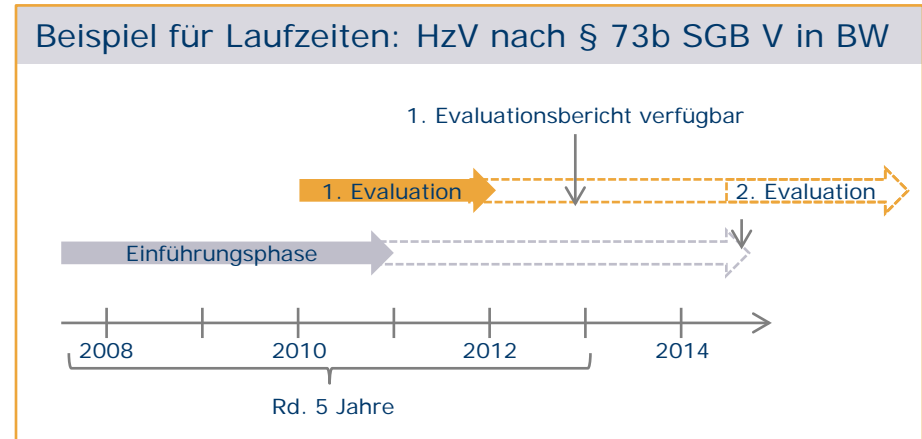 Beispiel für Laufzeiten: HzV nach § 73b SGB V in BW
1. Evaluationsbericht verfügbar
1. Evaluation
2. Evaluation
Einführungsphase
2008 2010 2012 2014
Rd. 5 Jahre